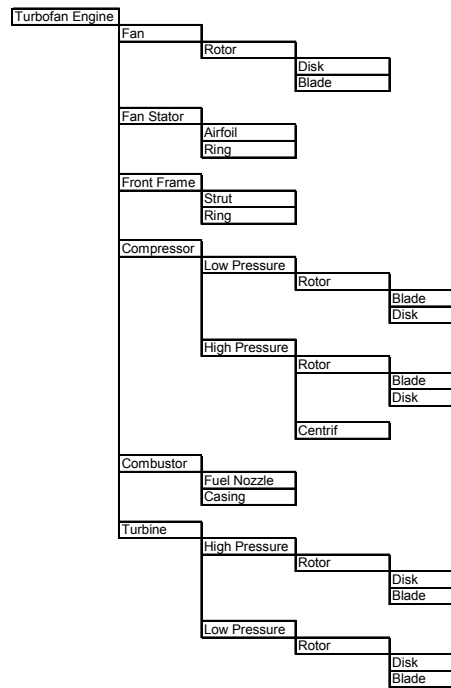 Turbofan Engine
Fan
Rotor
Disk
Blade
Fan Stator
Airfoil
Ring
Front Frame
Strut
Ring
Compressor
Low Pressure
Rotor
Blade
Disk
High Pressure
Rotor
Blade
Disk
Centrif
Combustor
Fuel Nozzle
Casing
Turbine
High Pressure
Rotor
Disk
Blade
Low Pressure
Rotor
Disk
Blade